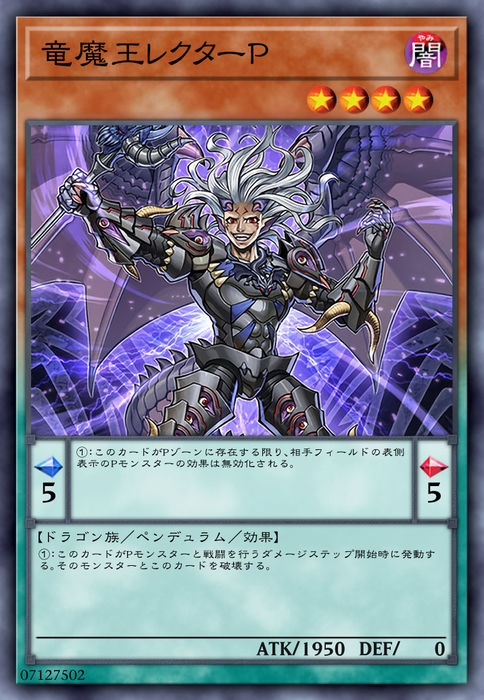 竜魔王レクターP
やみ
闇
①:このカードがPゾーンに存在する限り、相手フィールドの表側
表示のPモンスターの効果は無効化される。
5
5
【ドラゴン族／ペンデュラム／効果】
①:このカードがPモンスターと戦闘を行うダメージステップ開始時に発動す
る。そのモンスターとこのカードを破壊する。
ATK/1950 DEF/ 0
07127502